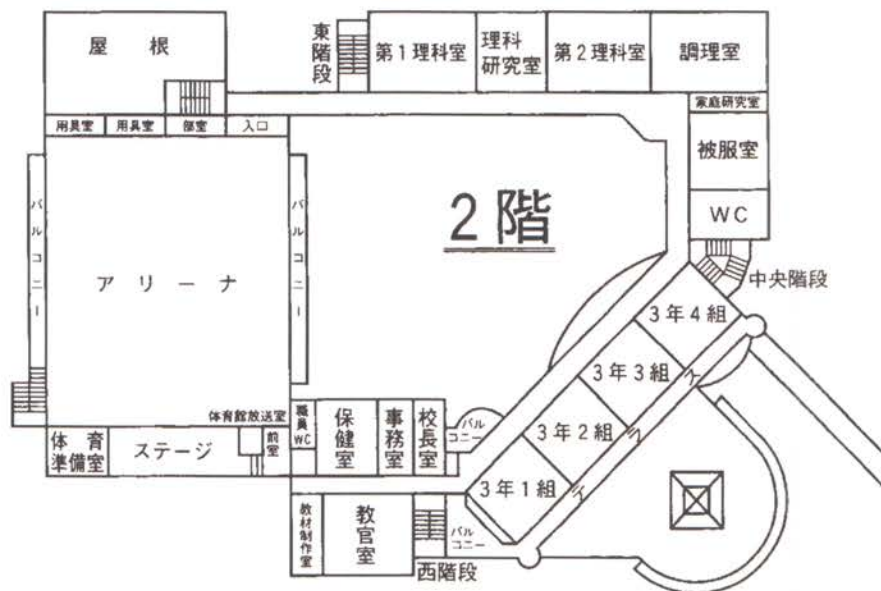 屋根
東階段
第1理科室
理科
研究室
第2理科室
調理室
家庭研究室
用具室
用具室
部室
入口
被服室
WC
バルコニー
バルコニー
2階
アリーナ
中央階段
3年4組
3年3組
3年2組
3年1組
体育館放送室
職員WC
保健室
事務室
校長室
バルコニー
体育
準備室
ステージ
前室
教材制作室
教官室
バルコニー
西階段